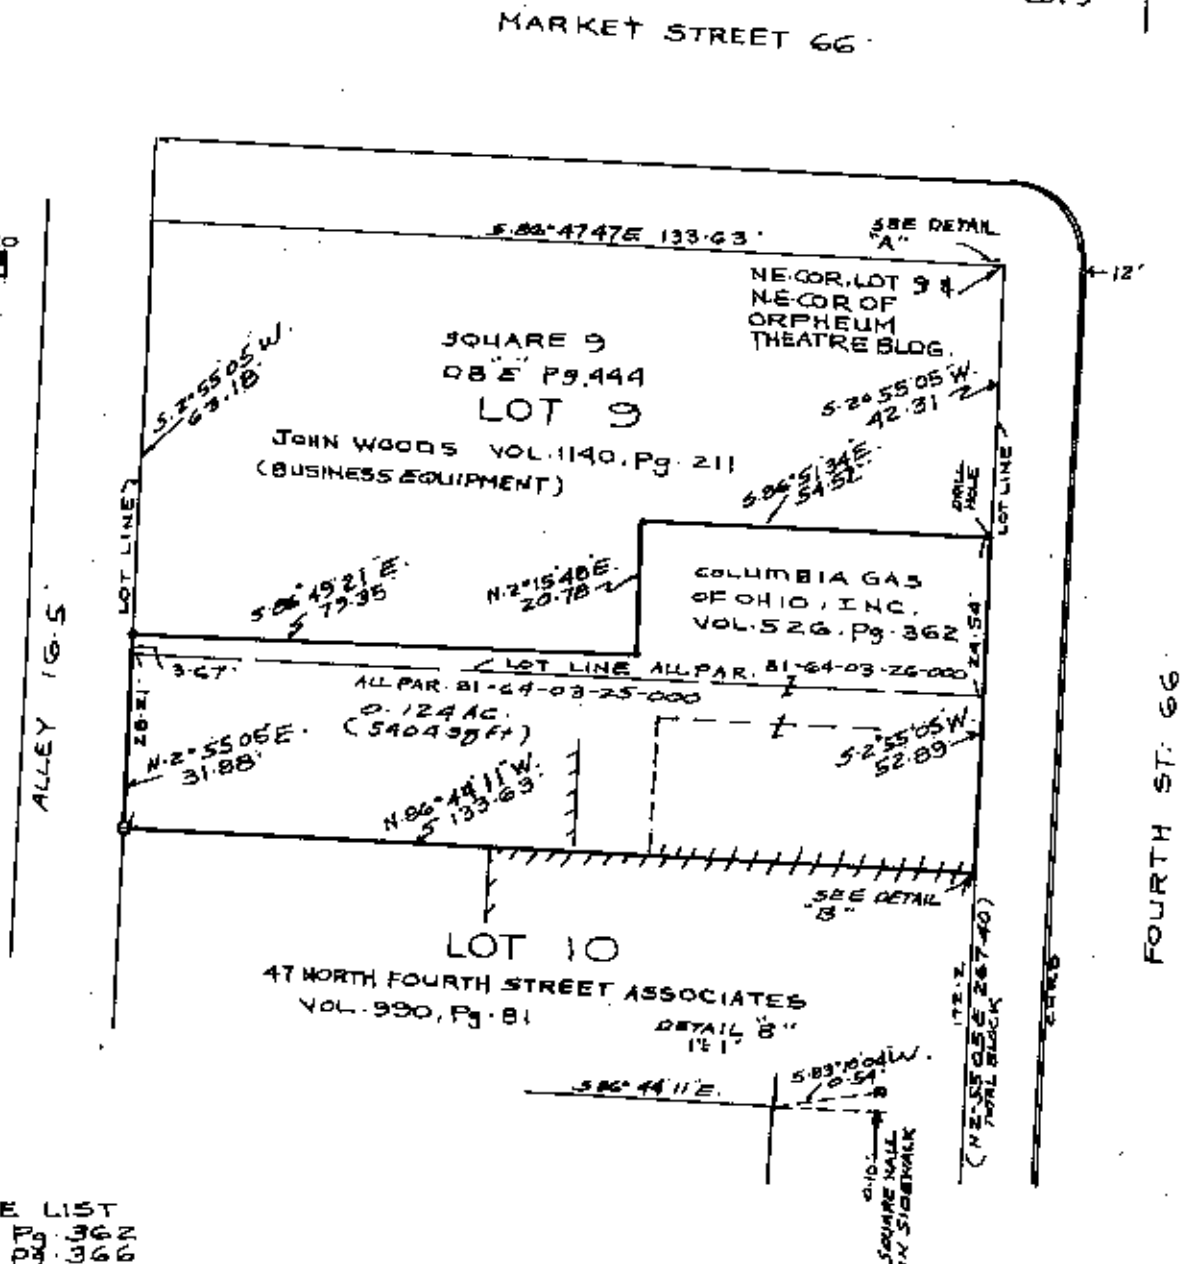 MARKET STREET 66'
S.86°47'47"E 133.63'
SEE DETAIL
"A"
12'
NE.COR.LOT 9 &
N.E.COR OF
ORPHEUM
THEATRE BLDG.
SQUARE 9
DB "E" Pg.444
LOT 9
JOHN WOODS VOL.1140,Pg.211
(BUSINESS EQUIPMENT)
S.2°55'05"W.
63.18'
S.2°55'05"W.
42.31
S.86°51'34"E.
54.52'
DRILL
HOLE
LOT LINE
LOT LINE
S.86°49'21"E.
79.35
N.2°15'48"E.
20.78
COLUMBIA GAS
OF OHIO, INC.
VOL.526,Pg.362
24.54'
3.67'
LOT LINE ALL PAR. 81-64-03-26-000
ALL PAR. 81-64-03-25-000
0.124 AC.
28.21'
N.2°55'05"E.
31.88'
N.86°44'11"W.
133.63'
S.2°55'05"W.
52.89'
SEE DETAIL
"B"
ALLEY 16.5'
FOURTH ST. 66'
LOT 10
47 NORTH FOURTH STREET ASSOCIATES
VOL.990,Pg.81
DETAIL "B"
1"=1'
S.86°44'11"E.
0.54'
0.10'
SQUARE NAIL
IN SIDEWALK
172.2
(N2°55'05"E 267.40)
TOTAL BLOCK
CURB
E LIST
Pg.362
Pg.366